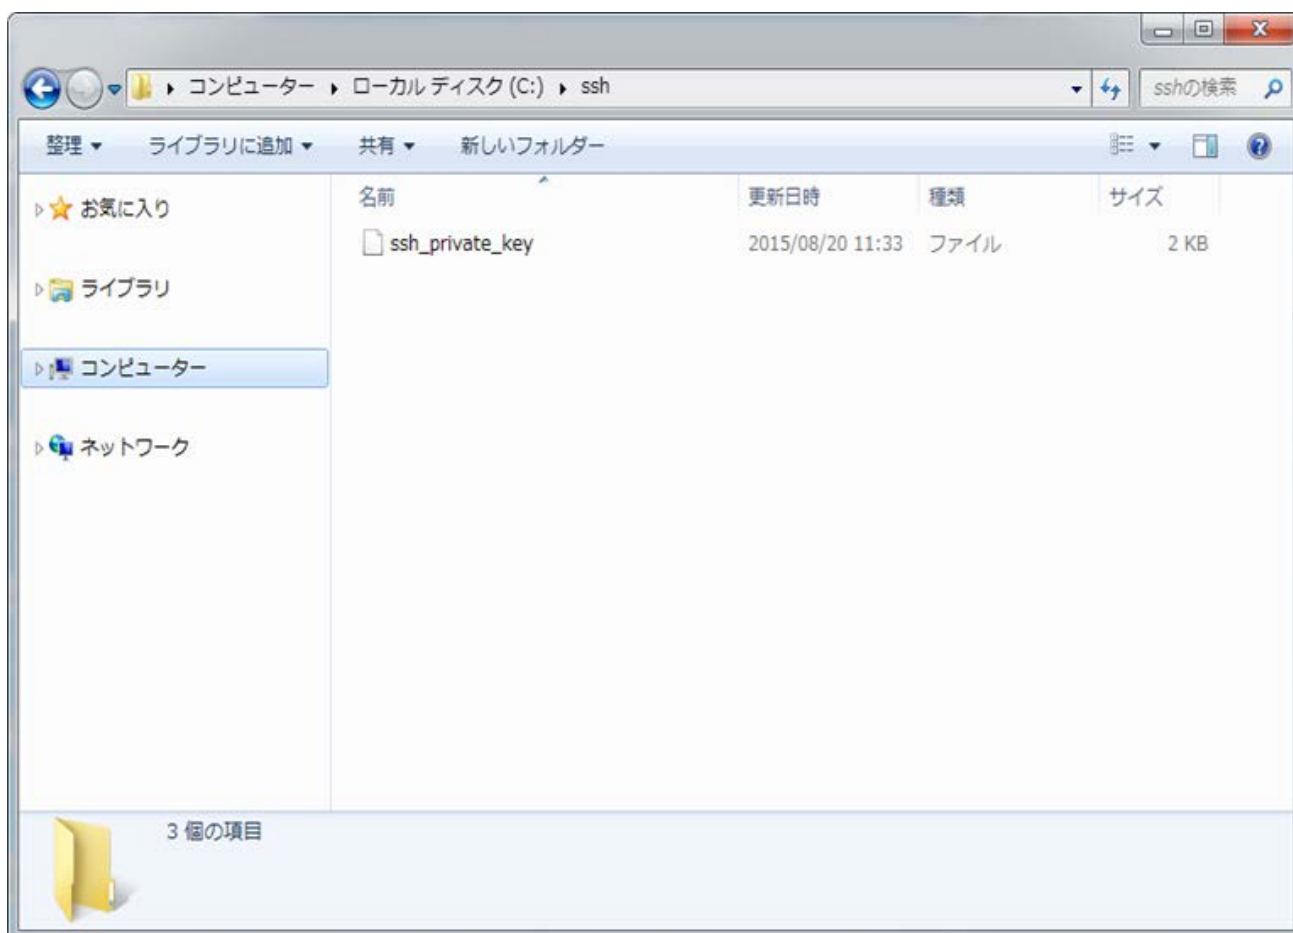 コンピューター ローカル ディスク (C:) ssh sshの検索
整理 ライブラリに追加 共有 新しいフォルダー
名前 更新日時 種類 サイズ
お気に入り
ssh_private_key 2015/08/20 11:33 ファイル 2 KB
ライブラリ
コンピューター
ネットワーク
3 個の項目